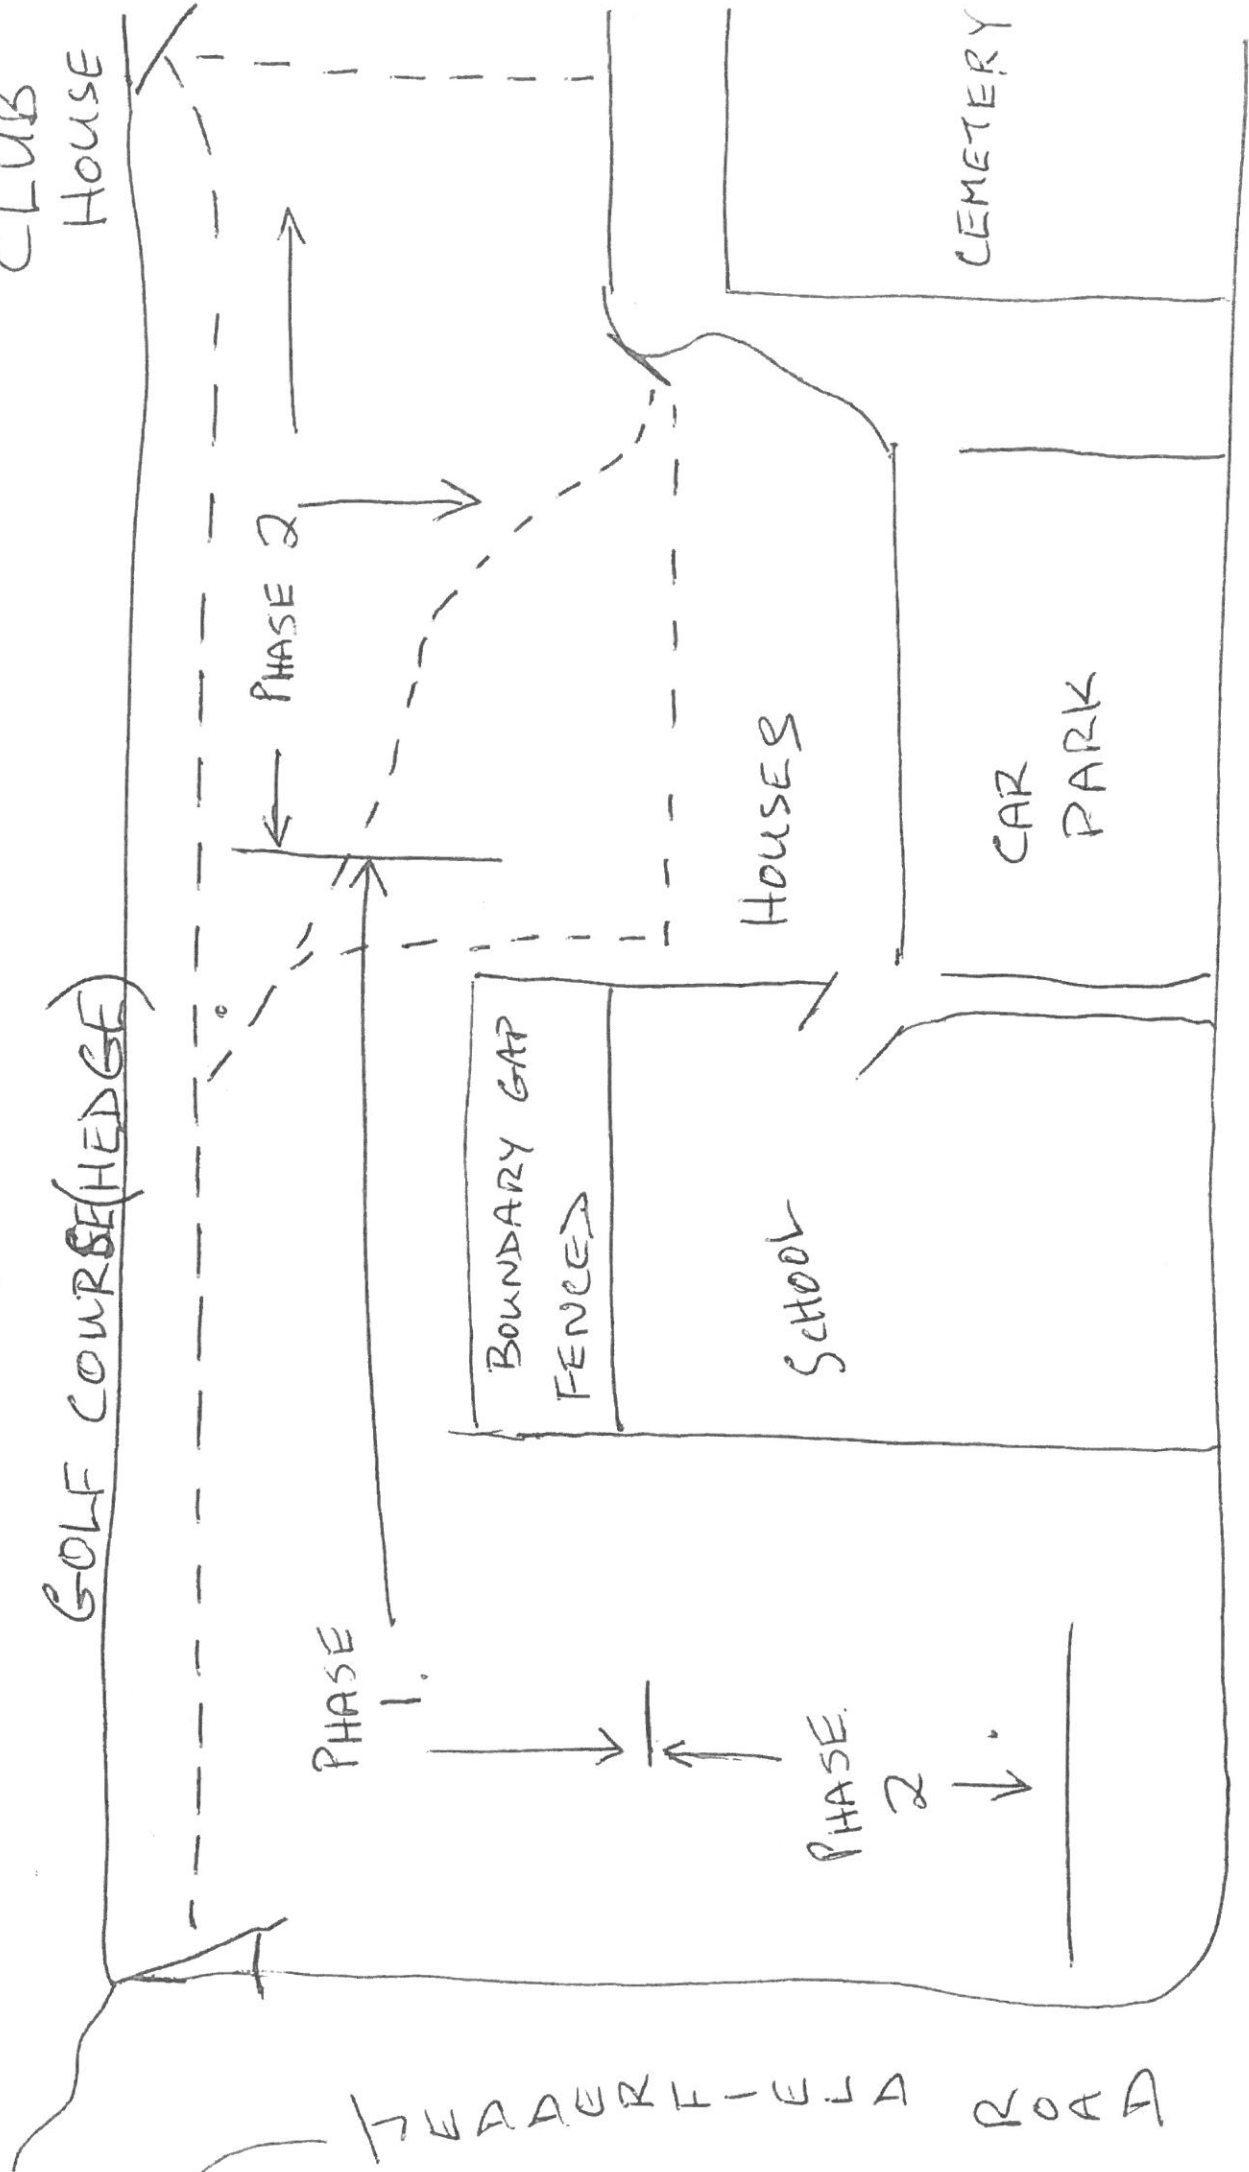 CLUB
HOUSE
GOLF COURSE (HEDGE)
PHASE 2
PHASE
1.
BOUNDARY GAP
FENCED
HOUSES
SCHOOL
PHASE
2
CAR
PARK
CEMETERY
ROAD